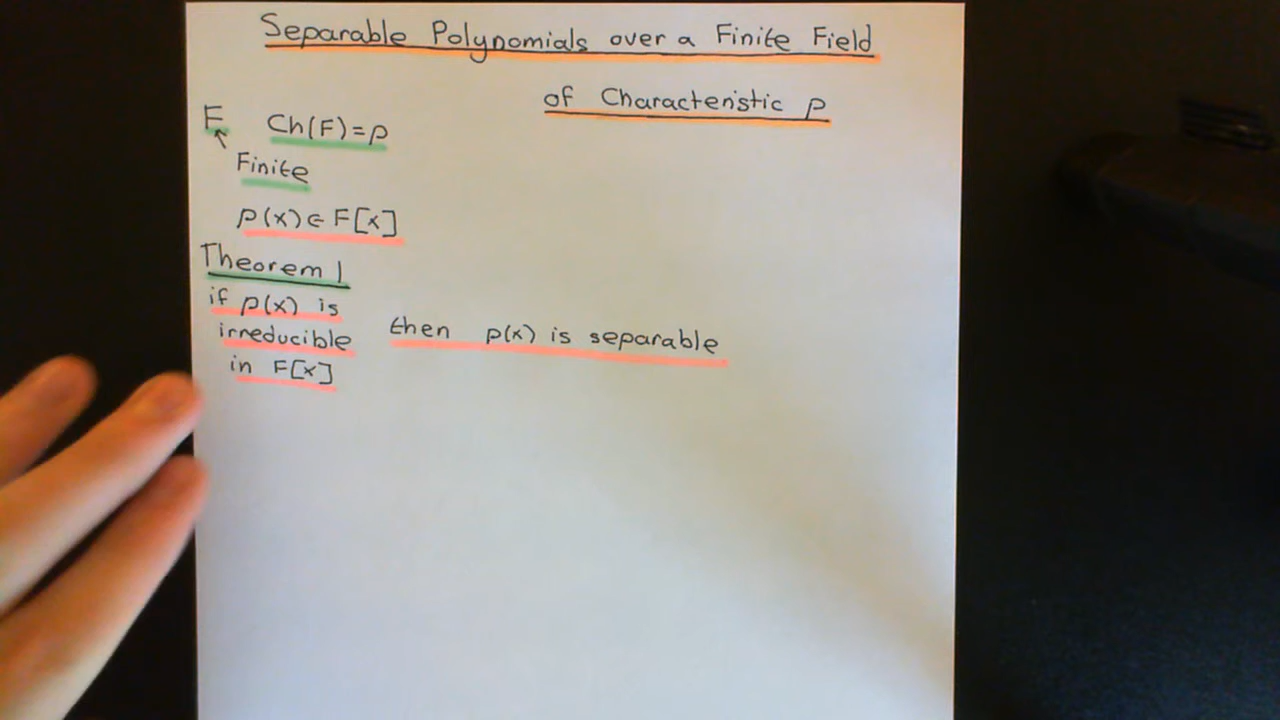 Separable Polynomials over a Finite Field
of Characteristic p
F Ch(F)=p
Finite
p(x)∈F[x]
Theorem 1
if p(x) is
irreducible then p(x) is separable
in F[x]